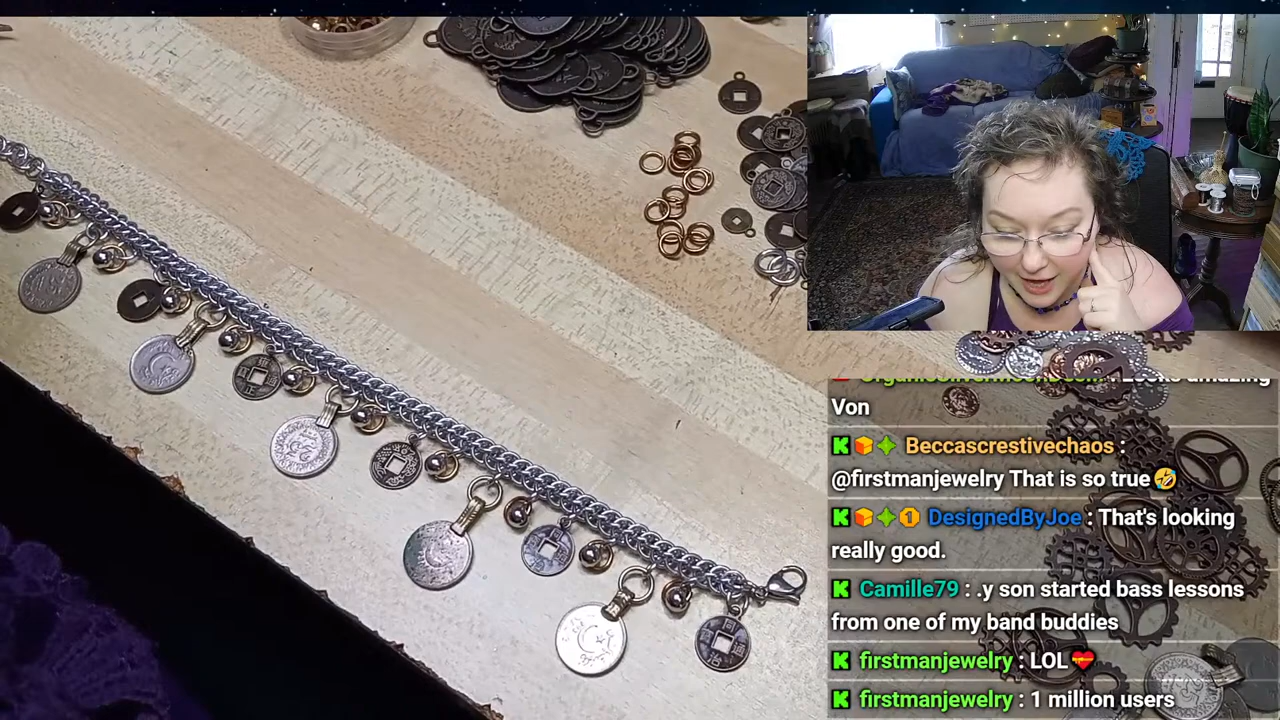 Von
Beccascrestivechaos :
@firstmanjewelry That is so true🤣
DesignedByJoe : That's looking
really good.
Camille79 : .y son started bass lessons
from one of my band buddies
firstmanjewelry : LOL💝
firstmanjewelry : 1 million users